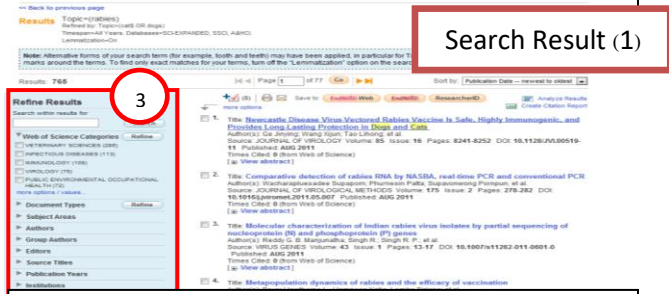 << Back to previous page
Results Topic=(rabies)
Refined by: Topic=(cat$ OR dogs)
Timespan=All Years. Databases=SCI-EXPANDED, SSCI, A&HCI.
Lemmatization=On
Search Result (1)
Note: Alternative forms of your search term (for example, tooth and teeth) may have been applied, in particular for T
marks around the terms. To find only exact matches for your terms, turn off the "Lemmatization" option on the searc
Results: 765
Page 1 of 77 Go
Sort by: Publication Date -- newest to oldest
Refine Results
3
Search within results for
Web of Science Categories Refine
VETERINARY SCIENCES (286)
INFECTIOUS DISEASES (113)
IMMUNOLOGY
VIROLOGY (76)
PUBLIC ENVIRONMENTAL OCCUPATIONAL
HEALTH (72)
more options / values...
Document Types Refine
Subject Areas
Authors
Group Authors
Editors
Source Titles
Publication Years
Institutions
(0) Save to: EndNote Web EndNote ResearcherID
more options
Analyze Results
Create Citation Report
1. Title: Newcastle Disease Virus-Vectored Rabies Vaccine Is Safe, Highly Immunogenic, and
Provides Long-Lasting Protection in Dogs and Cats
Author(s): Ge Jinying; Wang Xijun; Tao Lihong; et al.
Source: JOURNAL OF VIROLOGY Volume: 85 Issue: 16 Pages: 8241-8252 DOI: 10.1128/JVI.00519-
11 Published: AUG 2011
Times Cited: 0 (from Web of Science)
[ View abstract ]
2. Title: Comparative detection of rabies RNA by NASBA, real-time PCR and conventional PCR
Author(s): Wacharapluesadee Supaporn; Phumesin Patta; Supavonwong Pornpun; et al.
Source: JOURNAL OF VIROLOGICAL METHODS Volume: 175 Issue: 2 Pages: 278-282 DOI:
10.1016/j.jviromet.2011.05.007 Published: AUG 2011
Times Cited: 0 (from Web of Science)
[ View abstract ]
3. Title: Molecular characterization of Indian rabies virus isolates by partial sequencing of
nucleoprotein (N) and phosphoprotein (P) genes
Author(s): Reddy G. B. Manjunatha; Singh R.; Singh R. P.; et al.
Source: VIRUS GENES Volume: 43 Issue: 1 Pages: 13-17 DOI: 10.1007/s11262-011-0601-0
Published: AUG 2011
Times Cited: 0 (from Web of Science)
[ View abstract ]
4. Title: Metapopulation dynamics of rabies and the efficacy of vaccination